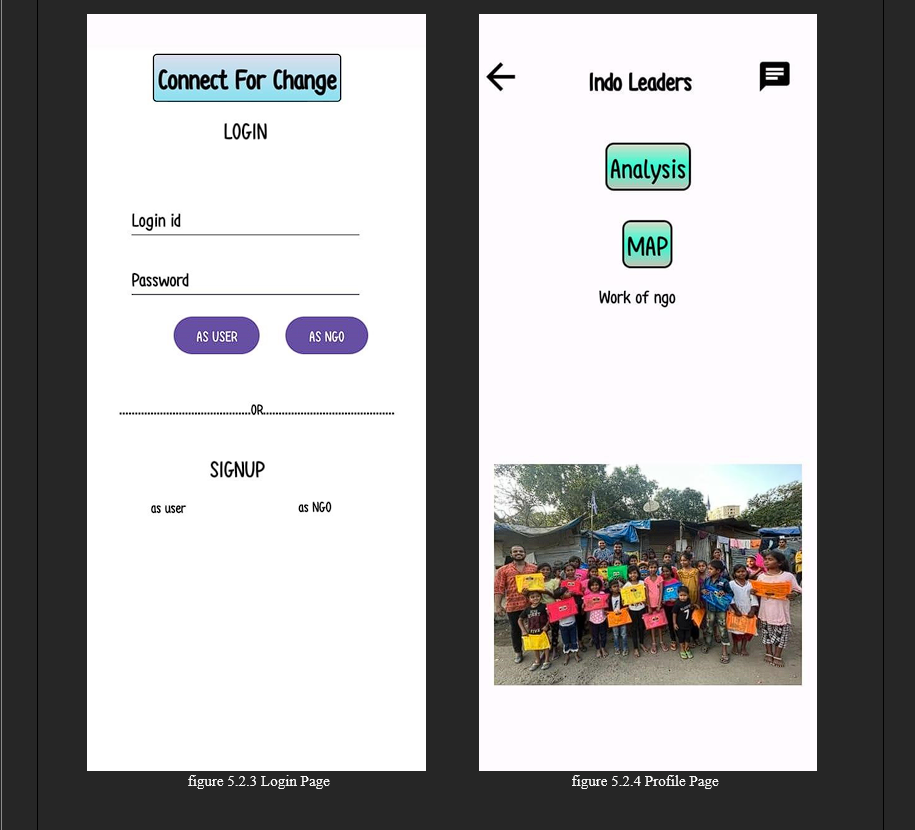 Connect For Change
LOGIN
Login id
Password
AS USER
AS NGO
OR
SIGNUP
as user
as NGO
figure 5.2.3 Login Page
Indo Leaders
Analysis
MAP
Work of ngo
7
figure 5.2.4 Profile Page